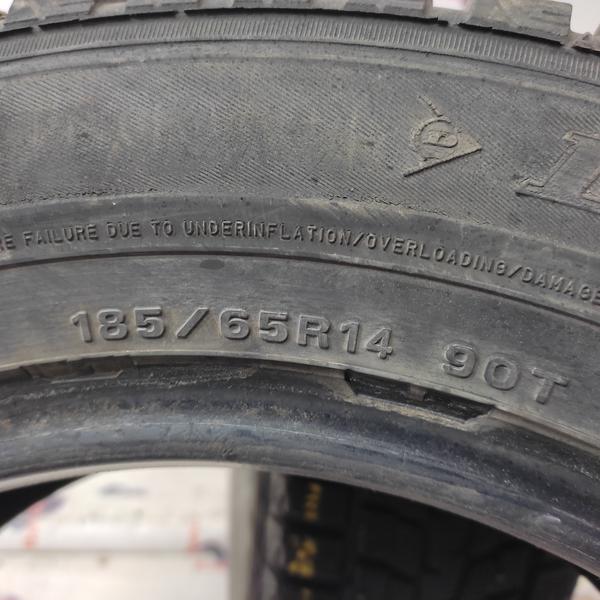 FAILURE DUE TO UNDERINFLATION/OVERLOADING/DAMAGE
185/65R14 90T